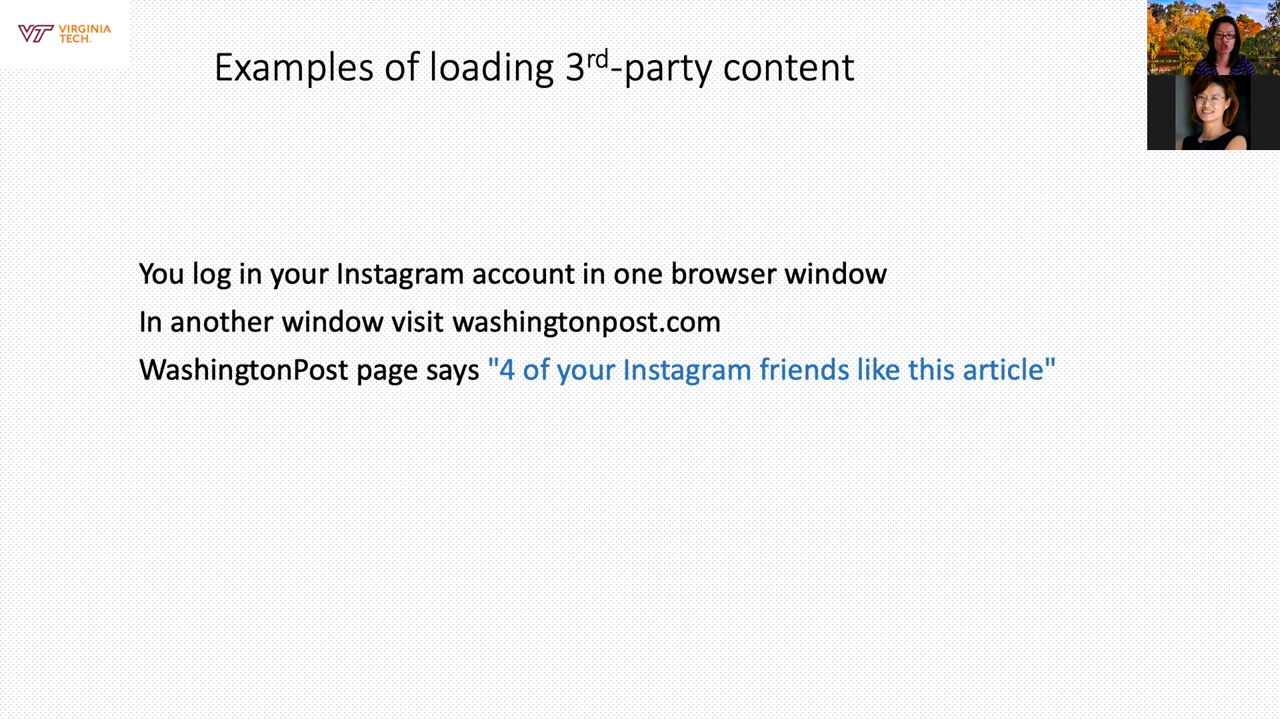 VT VIRGINIA
TECH.
Examples of loading 3rd-party content
You log in your Instagram account in one browser window
In another window visit washingtonpost.com
WashingtonPost page says "4 of your Instagram friends like this article"